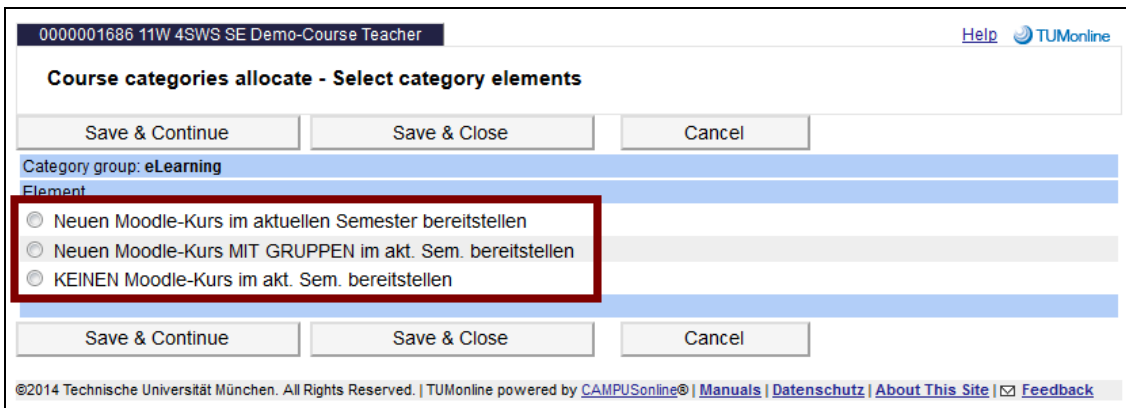 0000001686 11W 4SWS SE Demo-Course Teacher Help TUMonline
Course categories allocate - Select category elements
Save & Continue Save & Close Cancel
Category group: eLearning
Element
Neuen Moodle-Kurs im aktuellen Semester bereitstellen
Neuen Moodle-Kurs MIT GRUPPEN im akt. Sem. bereitstellen
KEINEN Moodle-Kurs im akt. Sem. bereitstellen
Save & Continue Save & Close Cancel
©2014 Technische Universität München. All Rights Reserved. | TUMonline powered by CAMPUSonline® | Manuals | Datenschutz | About This Site | Feedback